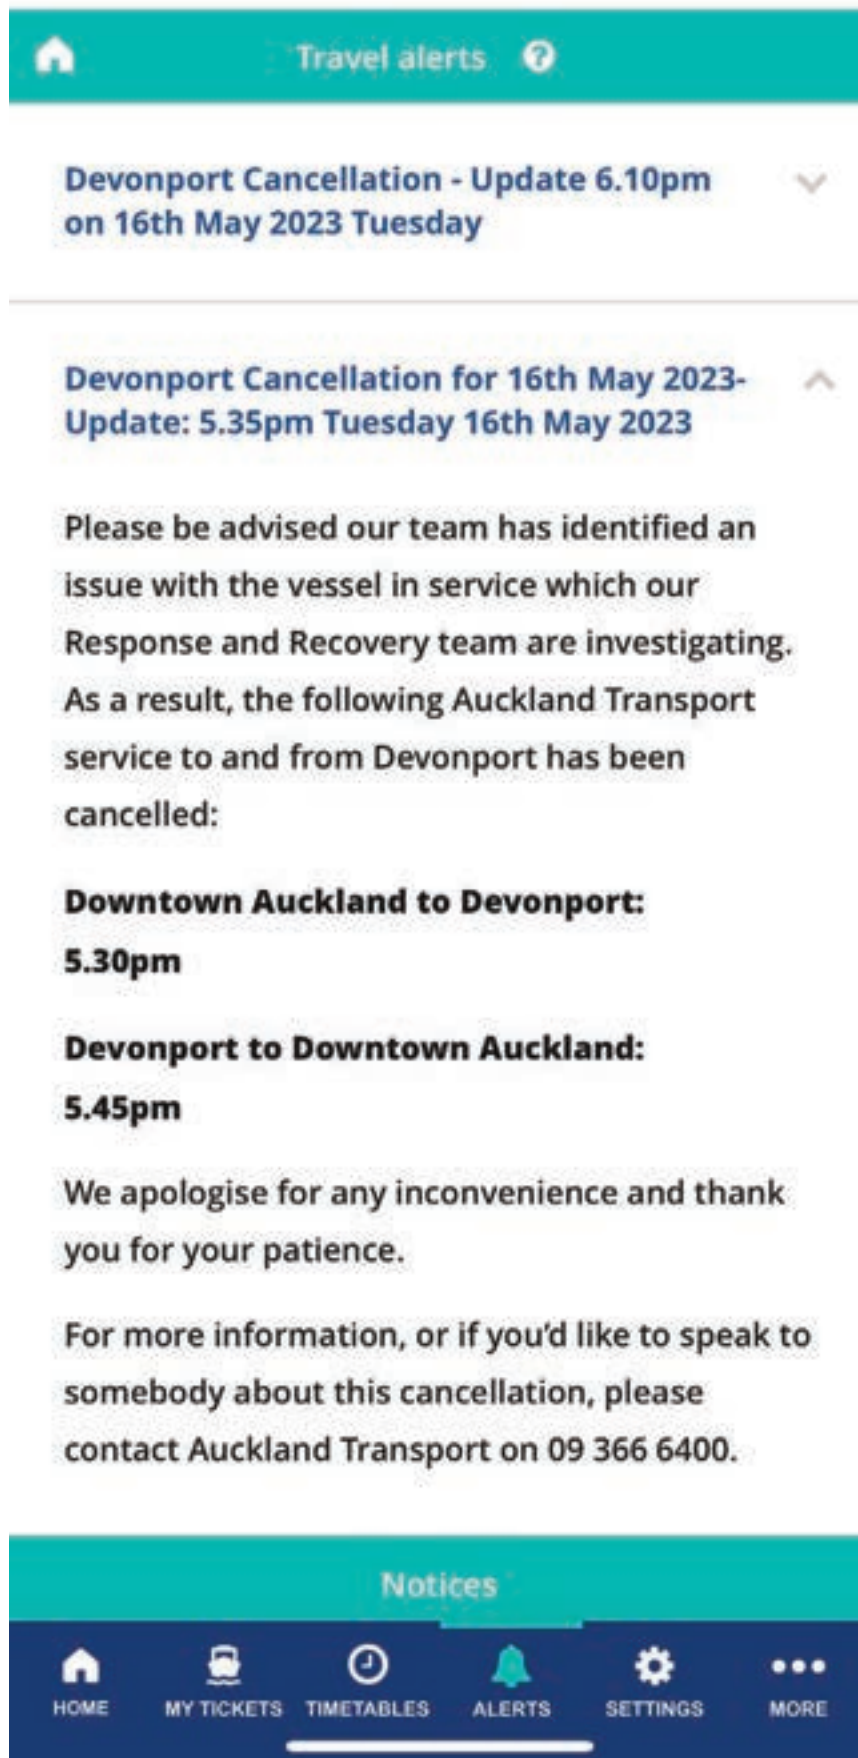 Travel alerts ?
Devonport Cancellation - Update 6.10pm
on 16th May 2023 Tuesday
Devonport Cancellation for 16th May 2023-
Update: 5.35pm Tuesday 16th May 2023
Please be advised our team has identified an
issue with the vessel in service which our
Response and Recovery team are investigating.
As a result, the following Auckland Transport
service to and from Devonport has been
cancelled:
Downtown Auckland to Devonport:
5.30pm
Devonport to Downtown Auckland:
5.45pm
We apologise for any inconvenience and thank
you for your patience.
For more information, or if you'd like to speak to
somebody about this cancellation, please
contact Auckland Transport on 09 366 6400.
Notices
HOME MY TICKETS TIMETABLES ALERTS SETTINGS MORE